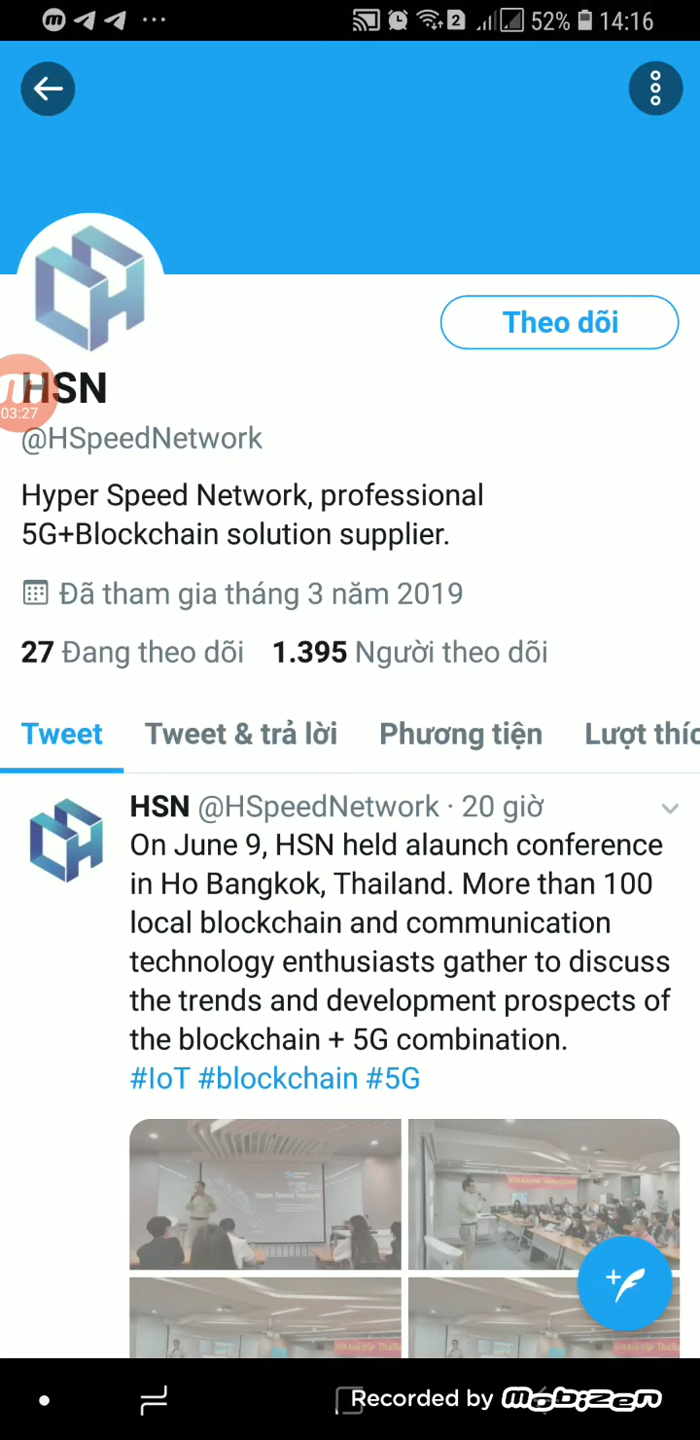 2 52% 14:16
Theo dõi
HSN
03:27
@HSpeedNetwork
Hyper Speed Network, professional
5G+Blockchain solution supplier.
Đã tham gia tháng 3 năm 2019
27 Đang theo dõi 1.395 Người theo dõi
Tweet Tweet & trả lời Phương tiện Lượt thíc
HSN @HSpeedNetwork · 20 giờ
On June 9, HSN held alaunch conference
in Ho Bangkok, Thailand. More than 100
local blockchain and communication
technology enthusiasts gather to discuss
the trends and development prospects of
the blockchain + 5G combination.
#IoT #blockchain #5G
Hyper Speed Network
Recorded by mobizen